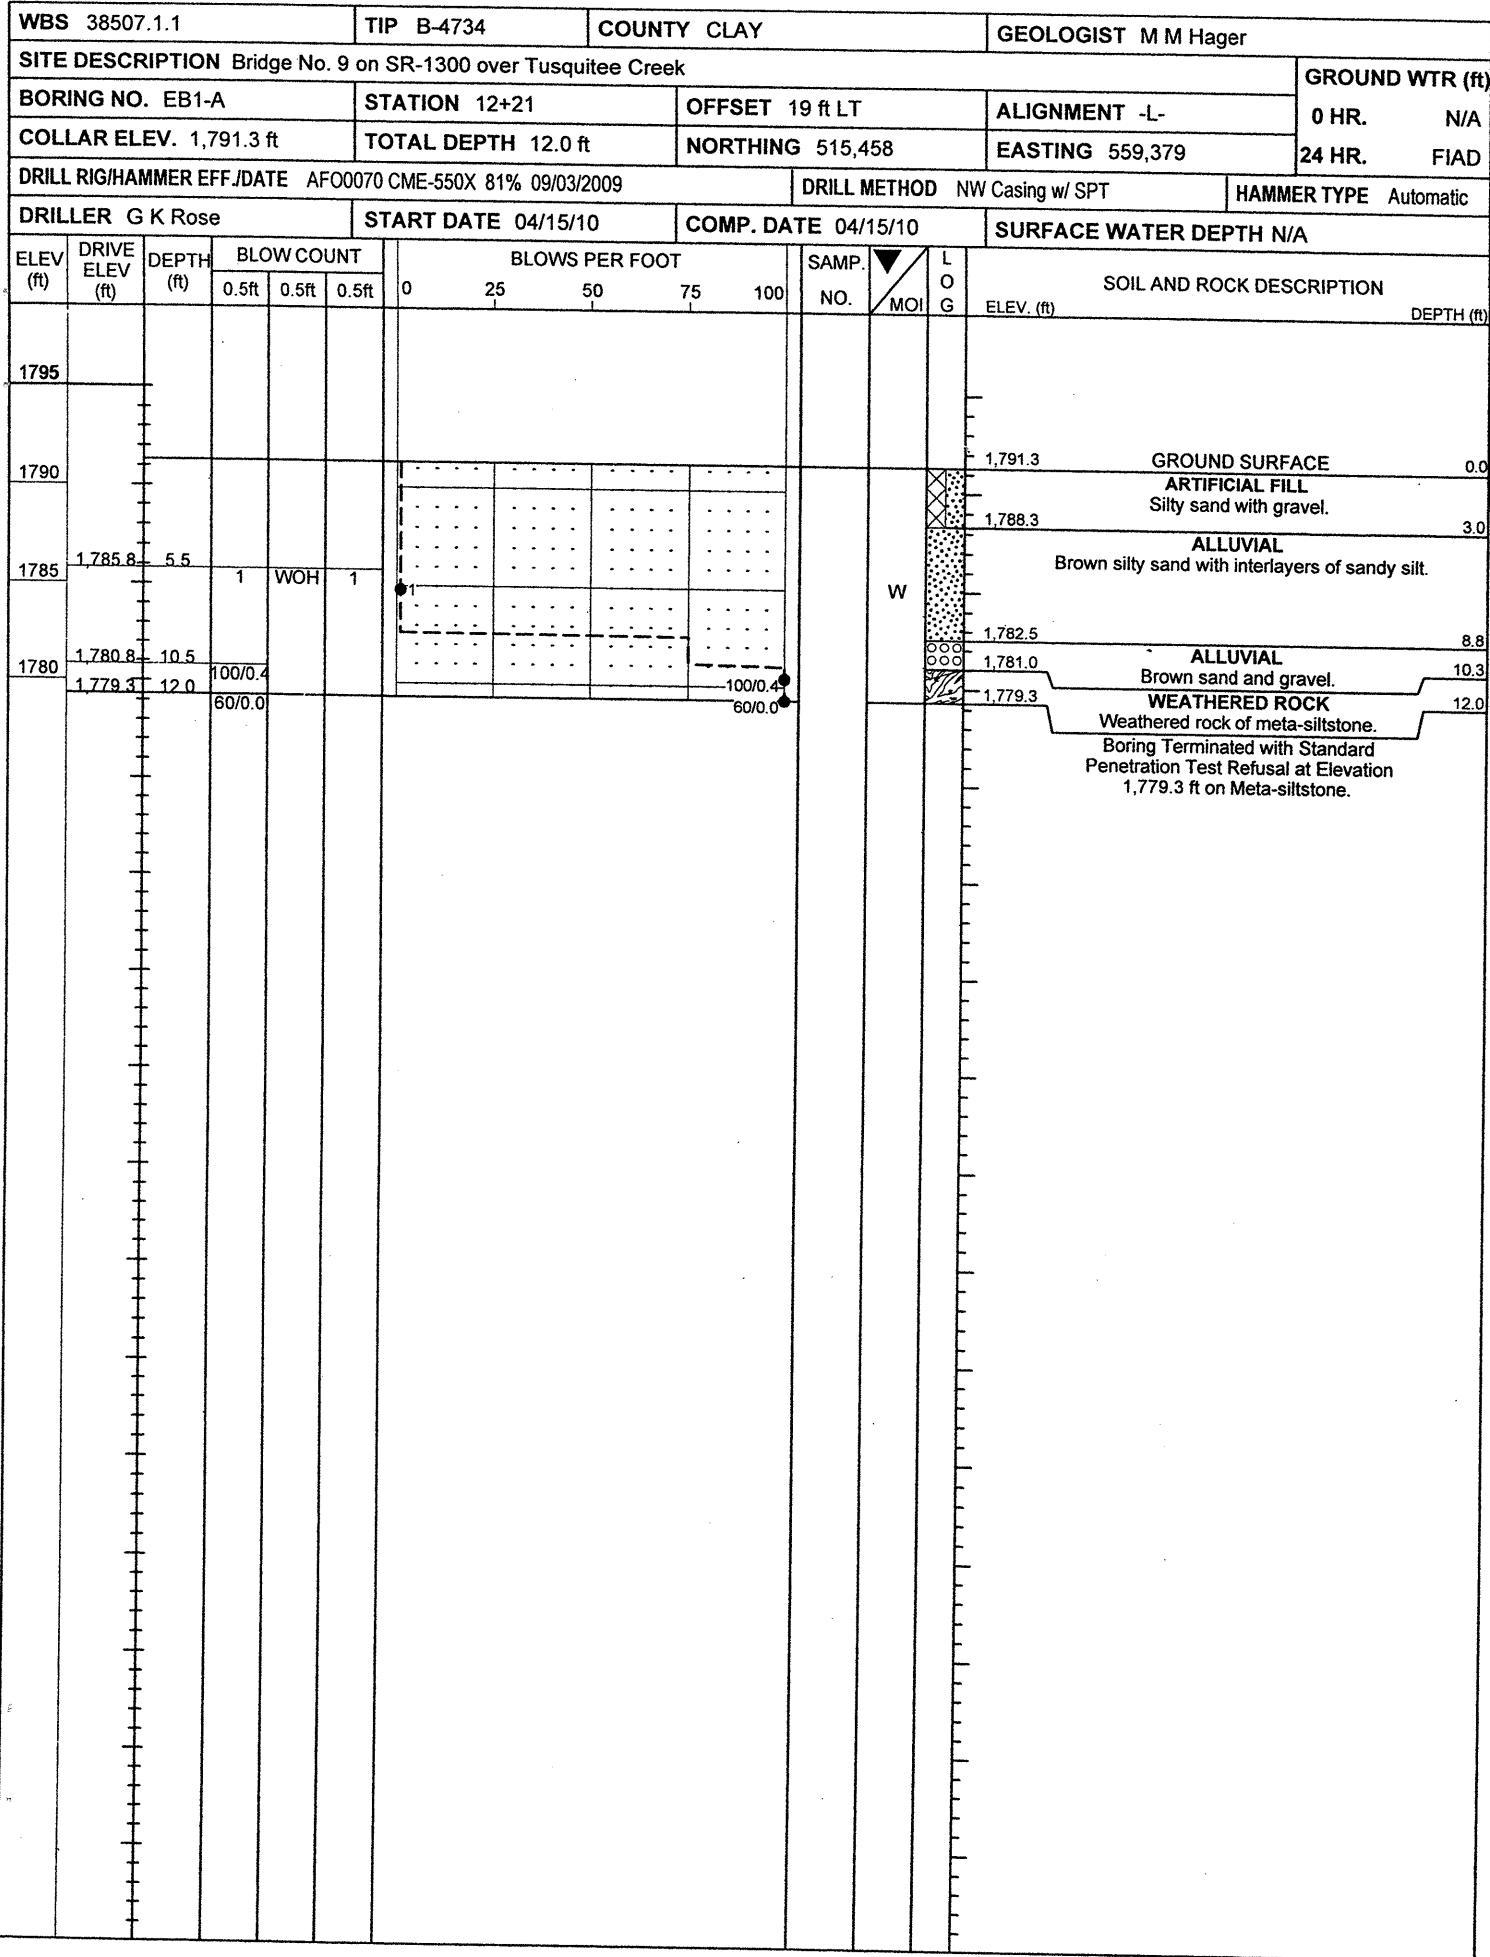 WBS 38507.1.1 TIP B-4734 COUNTY CLAY GEOLOGIST M M Hager
SITE DESCRIPTION Bridge No. 9 on SR-1300 over Tusquitee Creek GROUND WTR (ft)
BORING NO. EB1-A STATION 12+21 OFFSET 19 ft LT ALIGNMENT -L- 0 HR. N/A
COLLAR ELEV. 1,791.3 ft TOTAL DEPTH 12.0 ft NORTHING 515,458 EASTING 559,379 24 HR. FIAD
DRILL RIG/HAMMER EFF./DATE AFO0070 CME-550X 81% 09/03/2009 DRILL METHOD NW Casing w/ SPT HAMMER TYPE Automatic
DRILLER G K Rose START DATE 04/15/10 COMP. DATE 04/15/10 SURFACE WATER DEPTH N/A
ELEV (ft) DRIVE ELEV (ft) DEPTH (ft) BLOW COUNT BLOWS PER FOOT SAMP. NO. MOI LOG SOIL AND ROCK DESCRIPTION
0.5ft 0.5ft 0.5ft 0 25 50 75 100 ELEV. (ft) DEPTH (ft)
1795
1,791.3 GROUND SURFACE 0.0
1790 ARTIFICIAL FILL
Silty sand with gravel.
1,788.3 3.0
ALLUVIAL
1,785.8 5.5 Brown silty sand with interlayers of sandy silt.
1785 1 WOH 1 1 W
1,782.5 8.8
1,780.8 10.5 ALLUVIAL
1,781.0 10.3
1780 100/0.4 100/0.4 Brown sand and gravel.
1,779.3 12.0 1,779.3 WEATHERED ROCK 12.0
60/0.0 60/0.0 Weathered rock of meta-siltstone.
Boring Terminated with Standard
Penetration Test Refusal at Elevation
1,779.3 ft on Meta-siltstone.